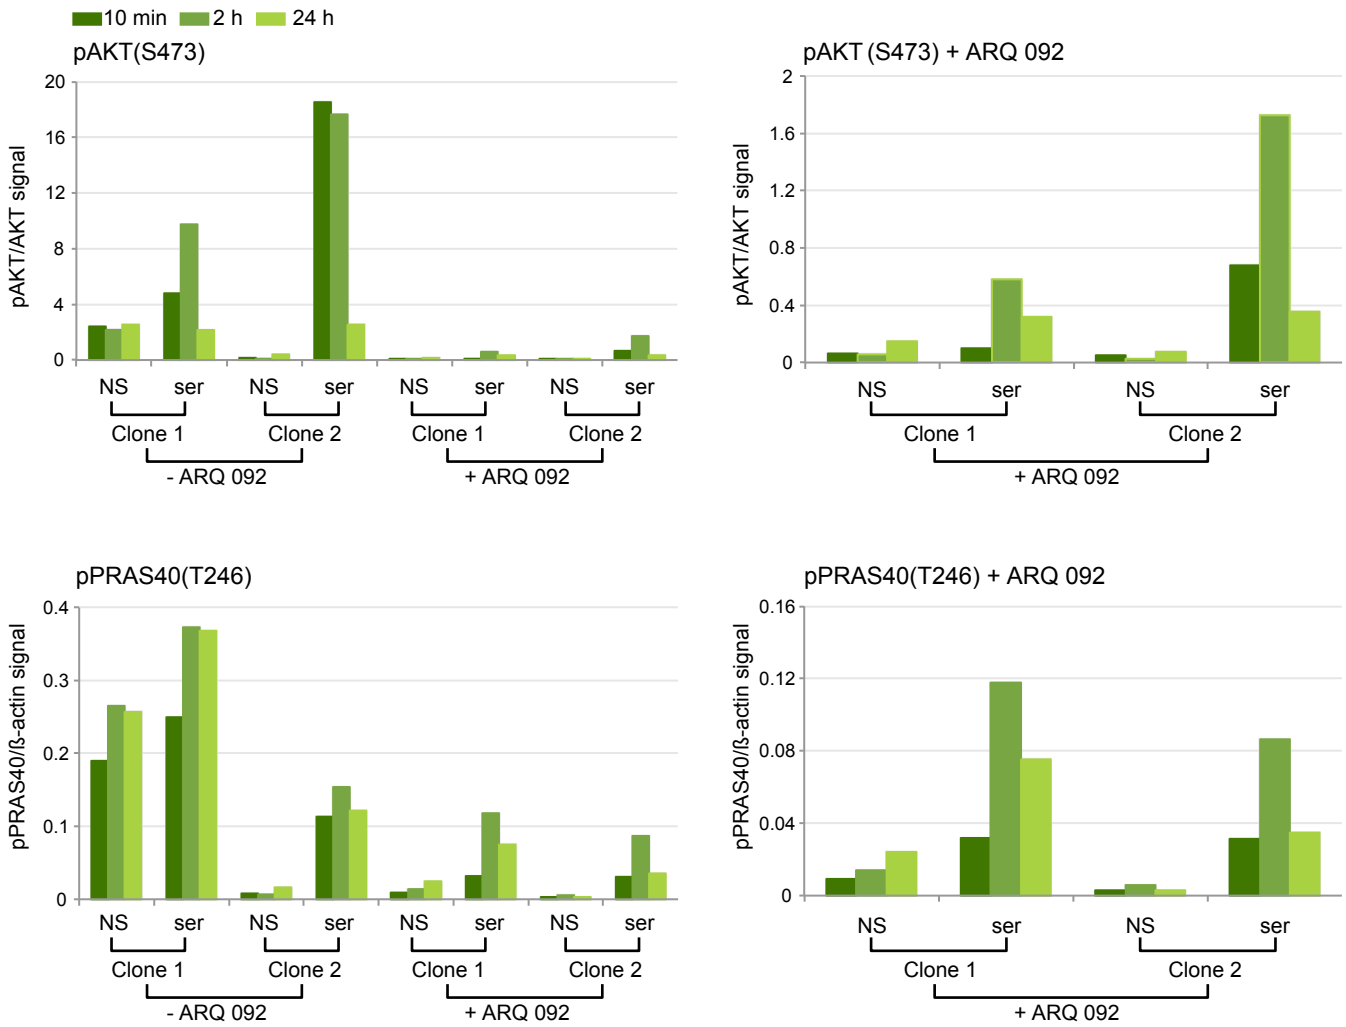 10 min 2 h 24 h
pAKT(S473)
pAKT/AKT signal
20
16
12
8
4
0
NS ser NS ser NS ser NS ser
Clone 1 Clone 2 Clone 1 Clone 2
- ARQ 092 + ARQ 092
pAKT (S473) + ARQ 092
pAKT/AKT signal
2
1.6
1.2
0.8
0.4
0
NS ser NS ser
Clone 1 Clone 2
+ ARQ 092
pPRAS40(T246)
pPRAS40/ß-actin signal
0.4
0.3
0.2
0.1
0
NS ser NS ser NS ser NS ser
Clone 1 Clone 2 Clone 1 Clone 2
- ARQ 092 + ARQ 092
pPRAS40(T246) + ARQ 092
pPRAS40/ß-actin signal
0.16
0.12
0.08
0.04
0
NS ser NS ser
Clone 1 Clone 2
+ ARQ 092